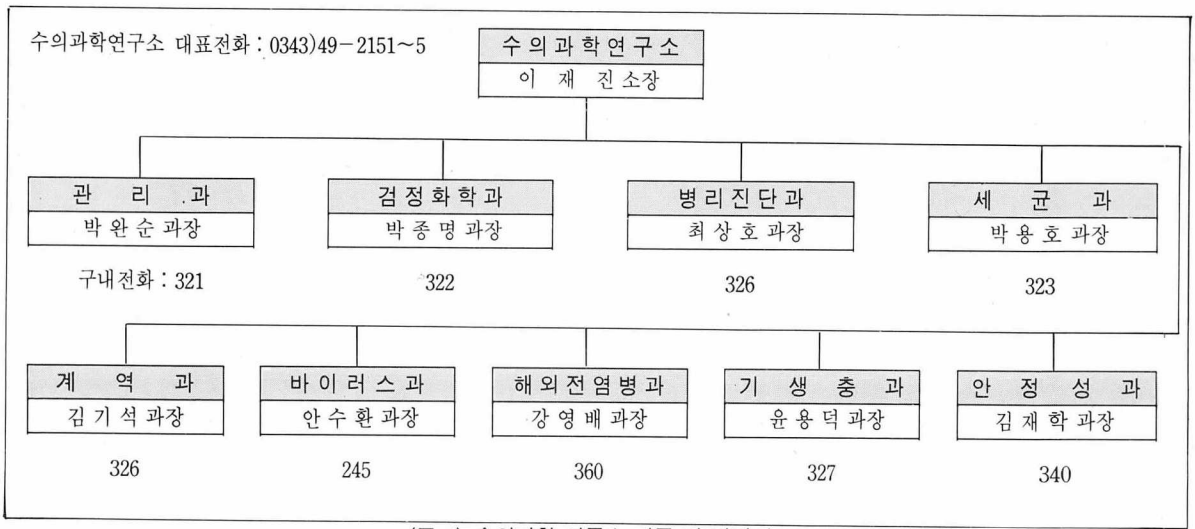 수의과학연구소 대표전화 : 0343)49-2151~5
수의과학연구소
이 재 진 소장
관 리 과
박완순 과장
구내전화 : 321
검정화학과
박종명 과장
322
병리진단과
최상호 과장
326
세 균 과
박용호 과장
323
계 역 과
김기석 과장
326
바이러스과
안수환 과장
245
해외전염병과
강영배 과장
360
기 생 충 과
윤용덕 과장
327
안 정 성 과
김재학 과장
340